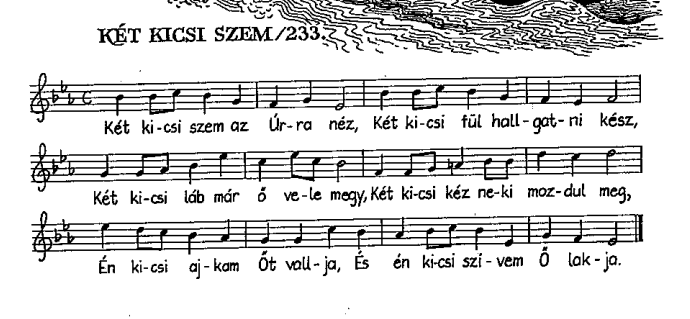 KÉT KICSI SZEM/233.
Két ki-csi szem az Úr-ra néz, Két ki-csi fül hall-gat-ni kész,
Két ki-csi láb már ő ve-le megy, Két ki-csi kéz ne-ki moz-dul meg,
Én ki-csi aj-kam Őt vall-ja, És én ki-csi szí-vem Ő lak-ja.